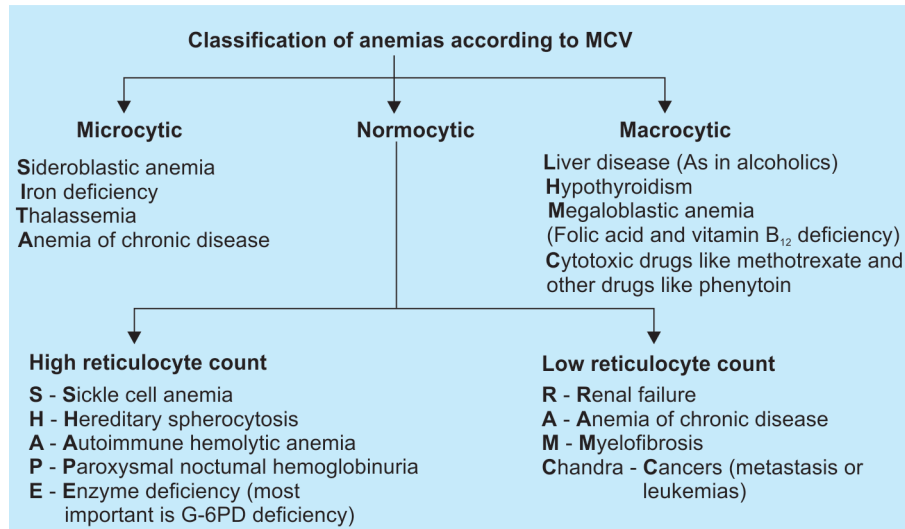 Classification of anemias according to MCV
Microcytic
Sideroblastic anemia
Iron deficiency
Thalassemia
Anemia of chronic disease
Normocytic
Macrocytic
Liver disease (As in alcoholics)
Hypothyroidism
Megaloblastic anemia
(Folic acid and vitamin B₁₂ deficiency)
Cytotoxic drugs like methotrexate and
other drugs like phenytoin
High reticulocyte count
S - Sickle cell anemia
H - Hereditary spherocytosis
A - Autoimmune hemolytic anemia
P - Paroxysmal noctumal hemoglobinuria
E - Enzyme deficiency (most
important is G-6PD deficiency)
Low reticulocyte count
R - Renal failure
A - Anemia of chronic disease
M - Myelofibrosis
Chandra - Cancers (metastasis or
leukemias)